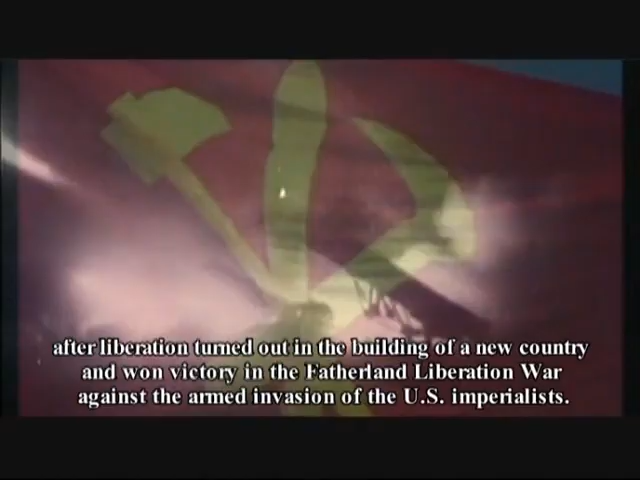 after liberation turned out in the building of a new country
and won victory in the Fatherland Liberation War
against the armed invasion of the U.S. imperialists.